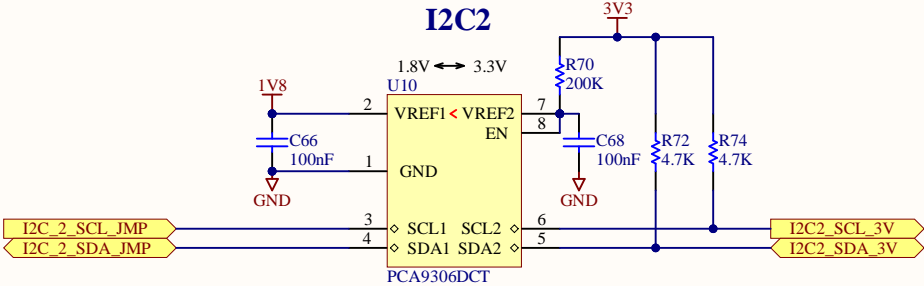 I2C2
3V3
1.8V ↔ 3.3V
R70
200K
U10
1V8
2 VREF1 < VREF2 7
EN 8
C66
100nF
C68
100nF
R72
4.7K
R74
4.7K
1 GND
GND
GND
I2C_2_SCL_JMP 3 SCL1 SCL2 6 I2C2_SCL_3V
I2C_2_SDA_JMP 4 SDA1 SDA2 5 I2C2_SDA_3V
PCA9306DCT